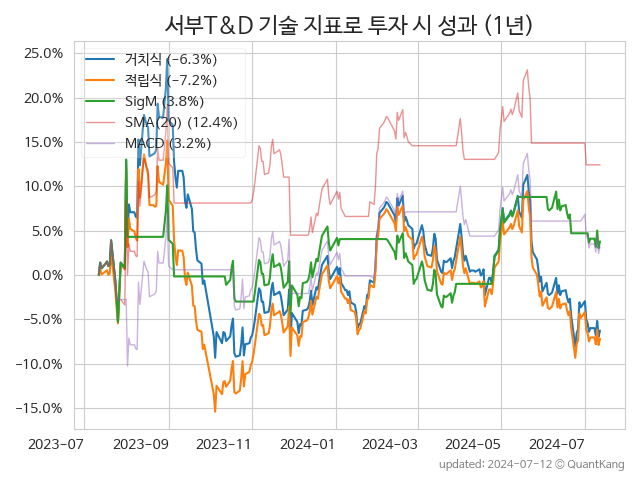 서부T&D 기술 지표로 투자 시 성과 (1년)
25.0%
20.0%
15.0%
10.0%
5.0%
0.0%
−5.0%
−10.0%
−15.0%
거치식 (−6.3%)
적립식 (−7.2%)
SigM (3.8%)
SMA(20) (12.4%)
MACD (3.2%)
2023-07
2023-09
2023-11
2024-01
2024-03
2024-05
2024-07
updated: 2024-07-12 © QuantKang